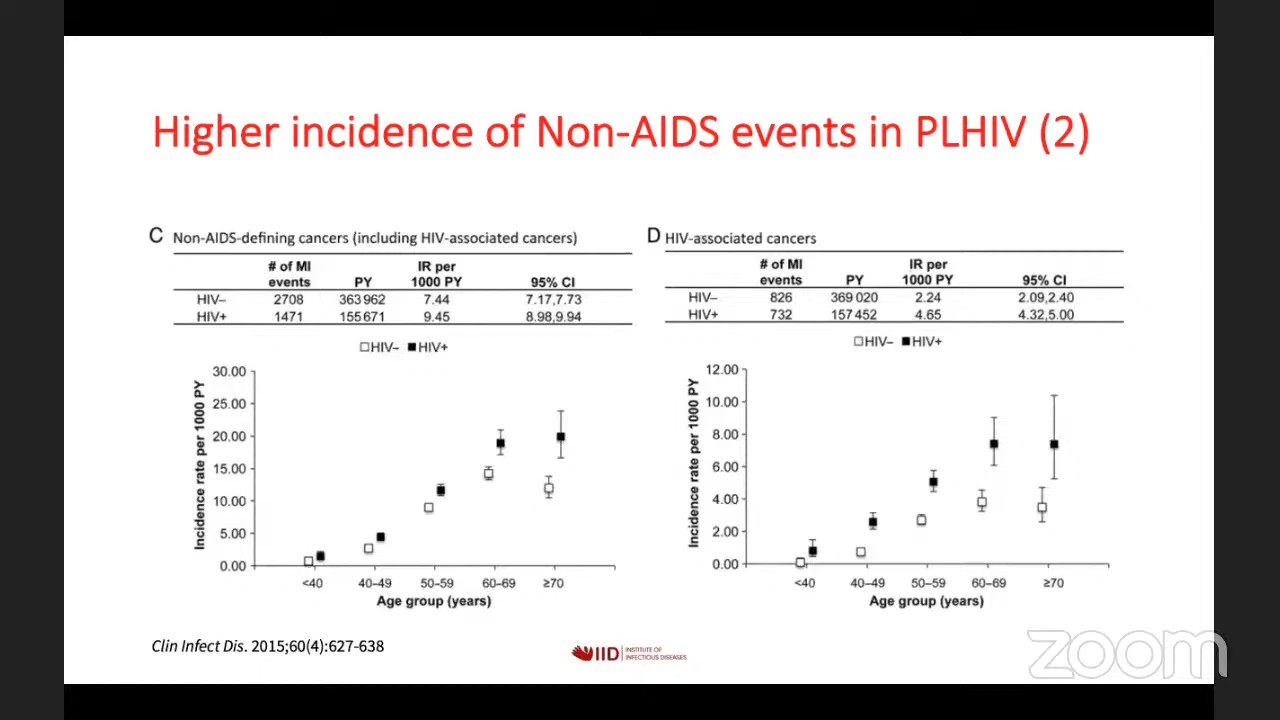 Higher incidence of Non-AIDS events in PLHIV (2)
C Non-AIDS-defining cancers (including HIV-associated cancers)
# of MI events PY IR per 1000 PY 95% CI
HIV– 2708 363 962 7.44 7.17,7.73
HIV+ 1471 155 671 9.45 8.98,9.94
HIV– HIV+
Incidence rate per 1000 PY
30.00
25.00
20.00
15.00
10.00
5.00
0.00
<40 40–49 50–59 60–69 ≥70
Age group (years)
D HIV-associated cancers
# of MI events PY IR per 1000 PY 95% CI
HIV– 826 369 020 2.24 2.09,2.40
HIV+ 732 157 452 4.65 4.32,5.00
HIV– HIV+
Incidence rate per 1000 PY
12.00
10.00
8.00
6.00
4.00
2.00
0.00
<40 40–49 50–59 60–69 ≥70
Age group (years)
Clin Infect Dis. 2015;60(4):627-638
IID INSTITUTE OF
INFECTIOUS DISEASES
zoom